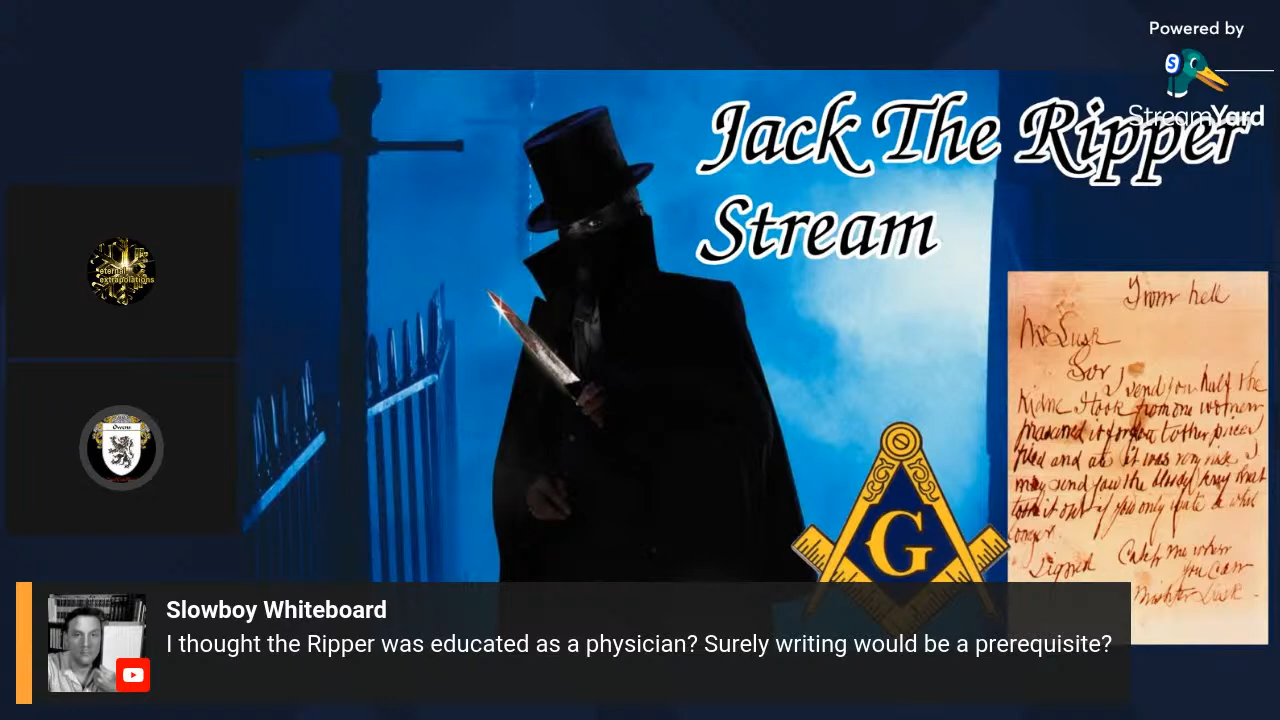 Powered by
StreamYard
Jack The Ripper
Stream
eternal
extrapolations
Owens
From hell
Mr Lusk
Sor
I send you half the
Kidne I took from one women
prasarved it for you tother piece I
fried and ate it was very nise I
may send you the bloody knif that
took it out if you only wate a whil
longer.
Signed
Catch me when
you Can
Mishter Lusk.
G
Slowboy Whiteboard
I thought the Ripper was educated as a physician? Surely writing would be a prerequisite?